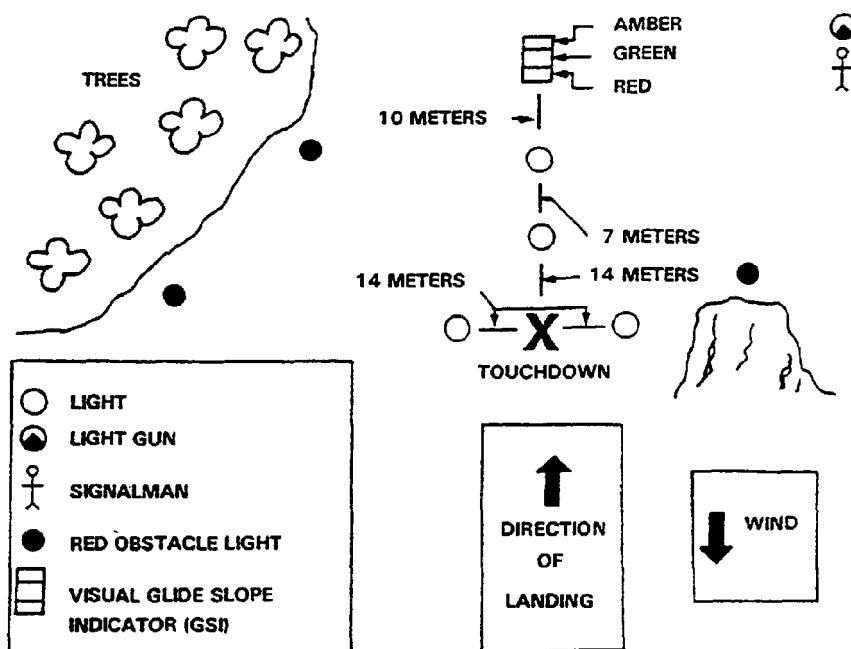 AMBER
GREEN
RED
TREES
10 METERS
7 METERS
14 METERS
14 METERS
X
TOUCHDOWN
LIGHT
LIGHT GUN
SIGNALMAN
RED OBSTACLE LIGHT
VISUAL GLIDE SLOPE
INDICATOR (GSI)
DIRECTION
OF
LANDING
WIND